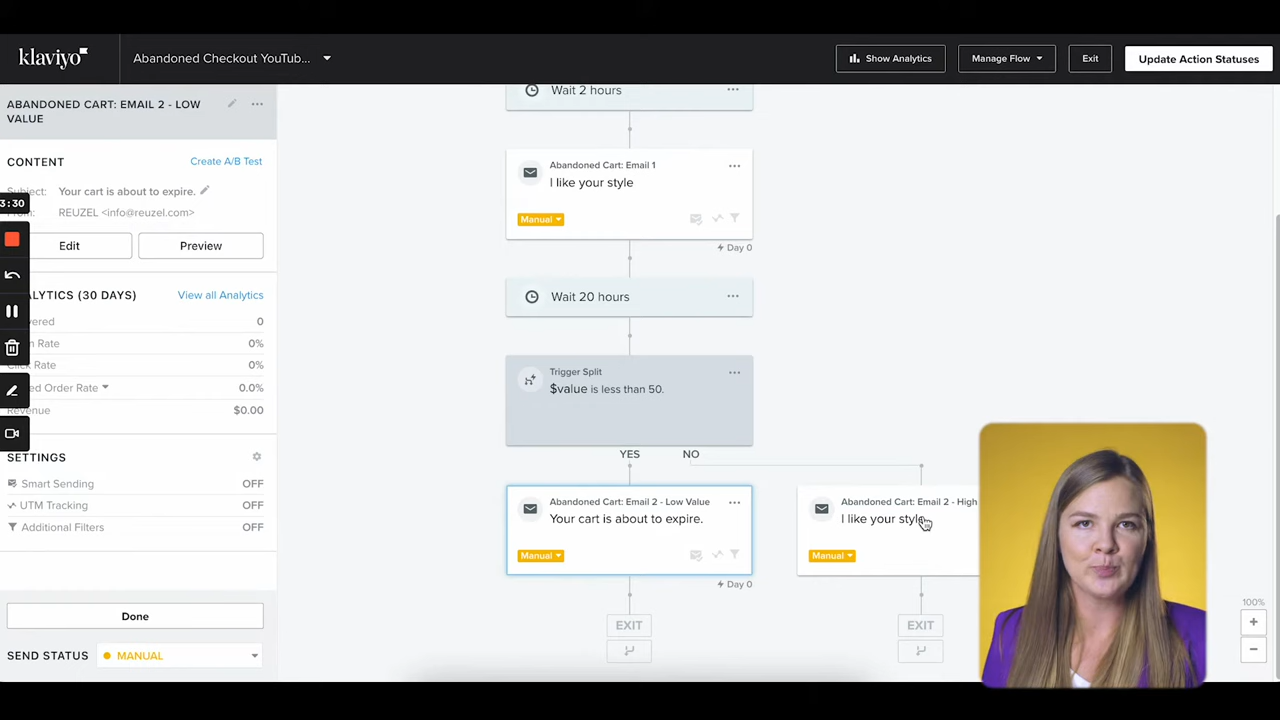 klaviyo
Abandoned Checkout YouTub...
Show Analytics
Manage Flow
Exit
Update Action Statuses
ABANDONED CART: EMAIL 2 - LOW
VALUE
CONTENT
Create A/B Test
Subject: Your cart is about to expire.
REUZEL <info@reuzel.com>
3:30
Edit
Preview
ANALYTICS (30 DAYS)
View all Analytics
0
Rate 0%
Click Rate 0%
Order Rate 0.0%
Revenue $0.00
SETTINGS
Smart Sending OFF
UTM Tracking OFF
Additional Filters OFF
Done
SEND STATUS MANUAL
Wait 2 hours
Abandoned Cart: Email 1
I like your style
Manual
Day 0
Wait 20 hours
Trigger Split
$value is less than 50.
YES
NO
Abandoned Cart: Email 2 - Low Value
Your cart is about to expire.
Manual
Day 0
EXIT
Abandoned Cart: Email 2 - High
I like your style
Manual
EXIT
100%